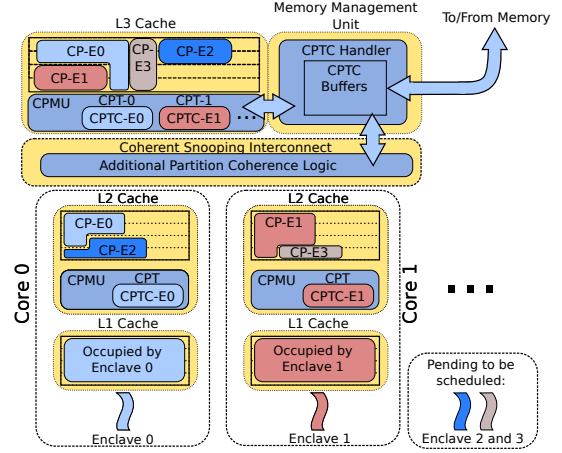 L3 Cache
Memory Management
Unit
To/From Memory
CP-E0
CP-
E3
CP-E2
CP-E1
CPTC Handler
CPTC
Buffers
CPMU
CPT-0
CPT-1
CPTC-E0
CPTC-E1
...
Coherent Snooping Interconnect
Additional Partition Coherence Logic
Core 0
L2 Cache
CP-E0
CP-E2
CPMU
CPT
CPTC-E0
L1 Cache
Occupied by
Enclave 0
Enclave 0
L2 Cache
CP-E1
CP-E3
CPMU
CPT
CPTC-E1
L1 Cache
Occupied by
Enclave 1
Enclave 1
Core 1
...
Pending to be
scheduled:
Enclave 2 and 3